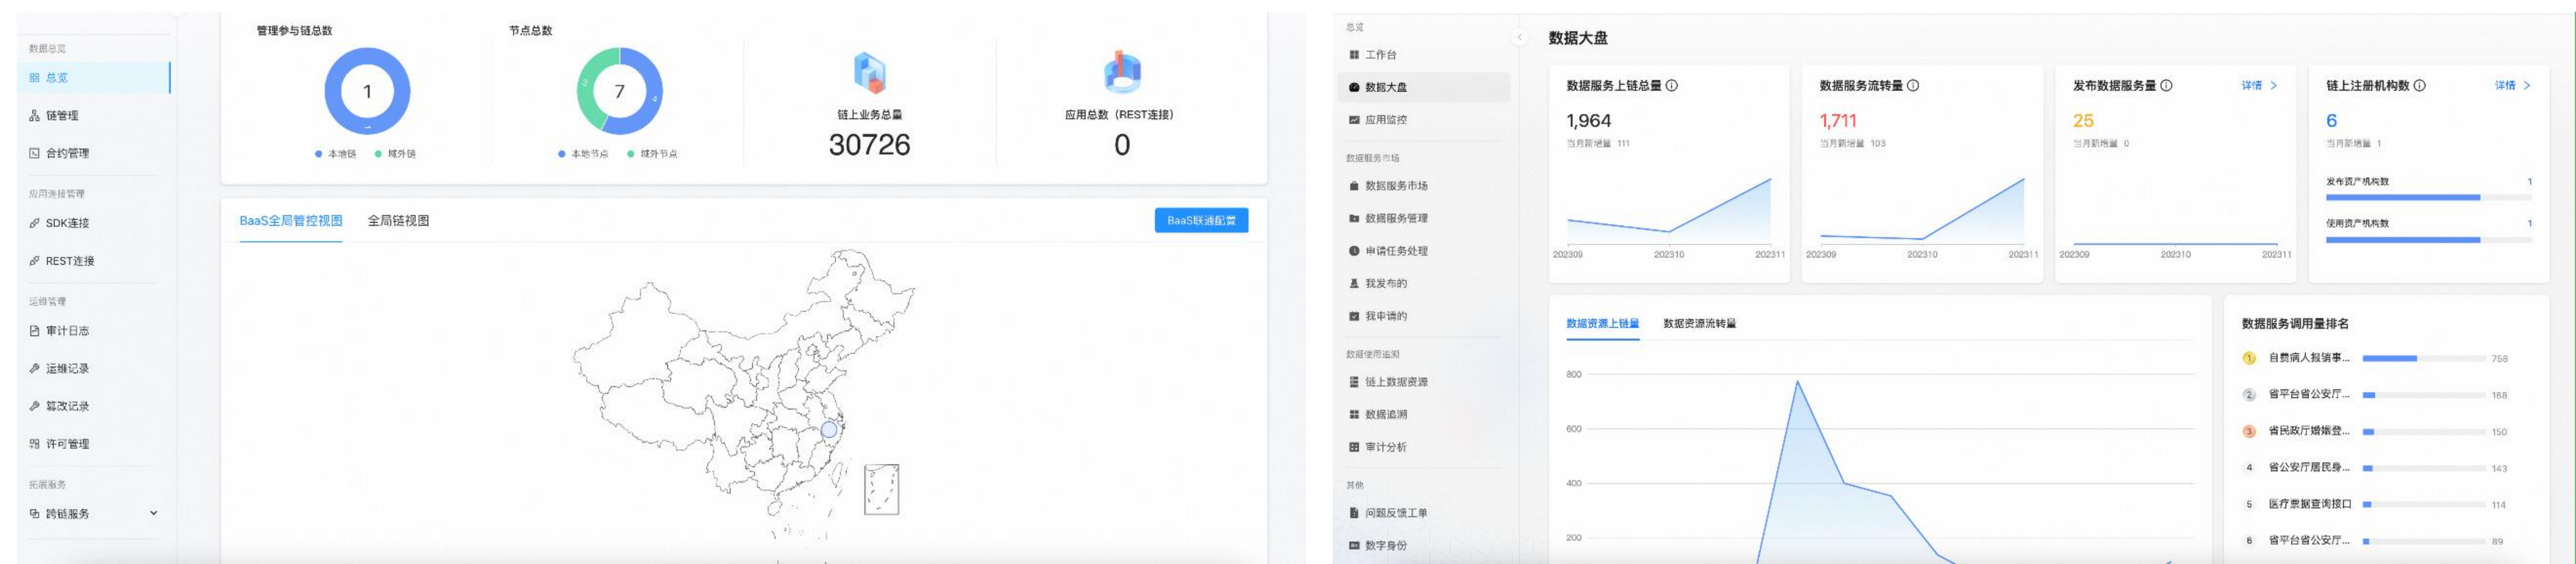 数据总览
总览
链管理
合约管理
应用连接管理
SDK连接
REST连接
运维管理
审计日志
运维记录
篡改记录
许可管理
拓展服务
跨链服务
管理参与链总数
1
1
本地链 域外链
节点总数
3
7
4
本地节点 域外节点
链上业务总量
30726
应用总数（REST连接）
0
BaaS全局管控视图 全局链视图
BaaS联通配置
总览
工作台
数据大盘
应用监控
数据服务市场
数据服务市场
数据服务管理
申请任务处理
我发布的
我申请的
数据使用追溯
链上数据资源
数据追溯
审计分析
其他
问题反馈工单
数字身份
数据大盘
数据服务上链总量
1,964
当月新增量 111
202309 202310 202311
数据服务流转量
1,711
当月新增量 103
202309 202310 202311
发布数据服务量 详情 >
25
当月新增量 0
202309 202310 202311
链上注册机构数 详情 >
6
当月新增量 1
发布资产机构数 1
使用资产机构数 1
数据资源上链量 数据资源流转量
800
600
400
200
数据服务调用量排名
1 自费病人报销事... 758
2 省平台省公安厅... 168
3 省民政厅婚姻登... 150
4 省公安厅居民身... 143
5 医疗票据查询接口 114
6 省平台省公安厅... 89